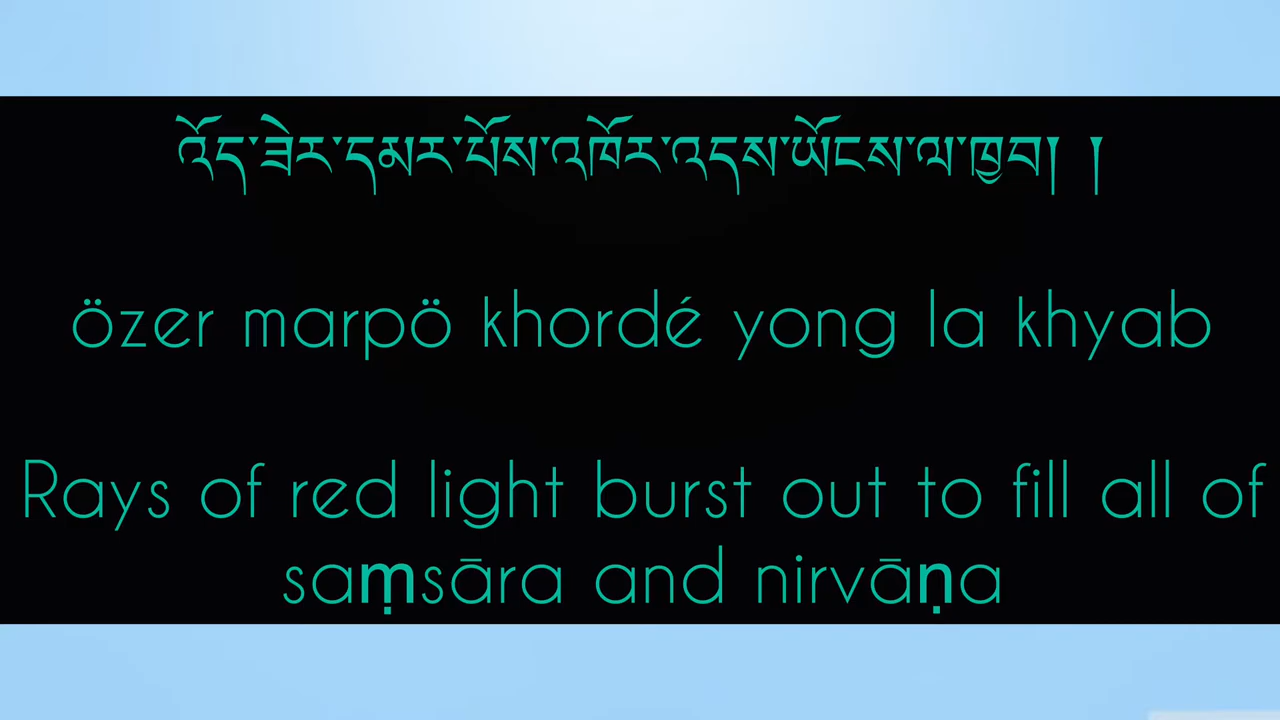 འོད་ཟེར་དམར་པོས་འཁོར་འདས་ཡོངས་ལ་ཁྱབ། །
özer marpö khordé yong la khyab
Rays of red light burst out to fill all of
saṃsāra and nirvāṇa